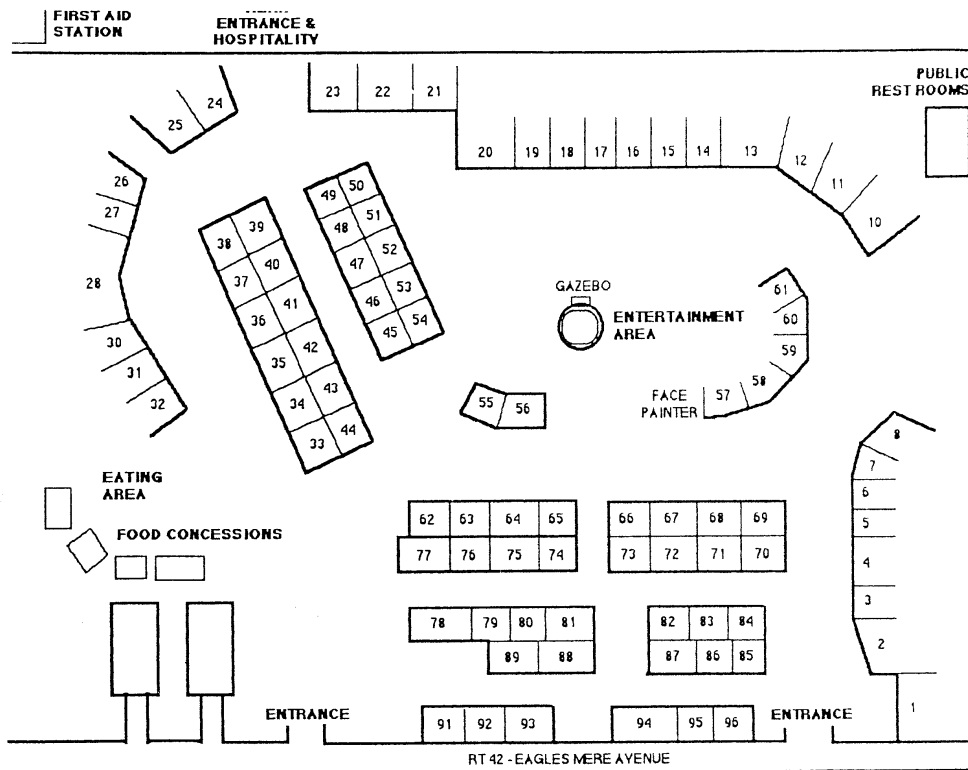 FIRST AID
STATION
ENTRANCE &
HOSPITALITY
PUBLIC
REST ROOMS
23 22 21
24
25
20 19 18 17 16 15 14 13 12
11
10
26
27
28
30
31
32
49 50
48 51
47 52
46 53
45 54
38 39
37 40
36 41
35 42
34 43
33 44
GAZEBO
ENTERTAINMENT
AREA
61
60
59
58
57
FACE
PAINTER
55 56
8
7
6
5
4
3
2
1
EATING
AREA
FOOD CONCESSIONS
62 63 64 65
66 67 68 69
77 76 75 74
73 72 71 70
78 79 80 81
82 83 84
89 88
87 86 85
ENTRANCE
91 92 93
94 95 96
ENTRANCE
RT 42 - EAGLES MERE AVENUE